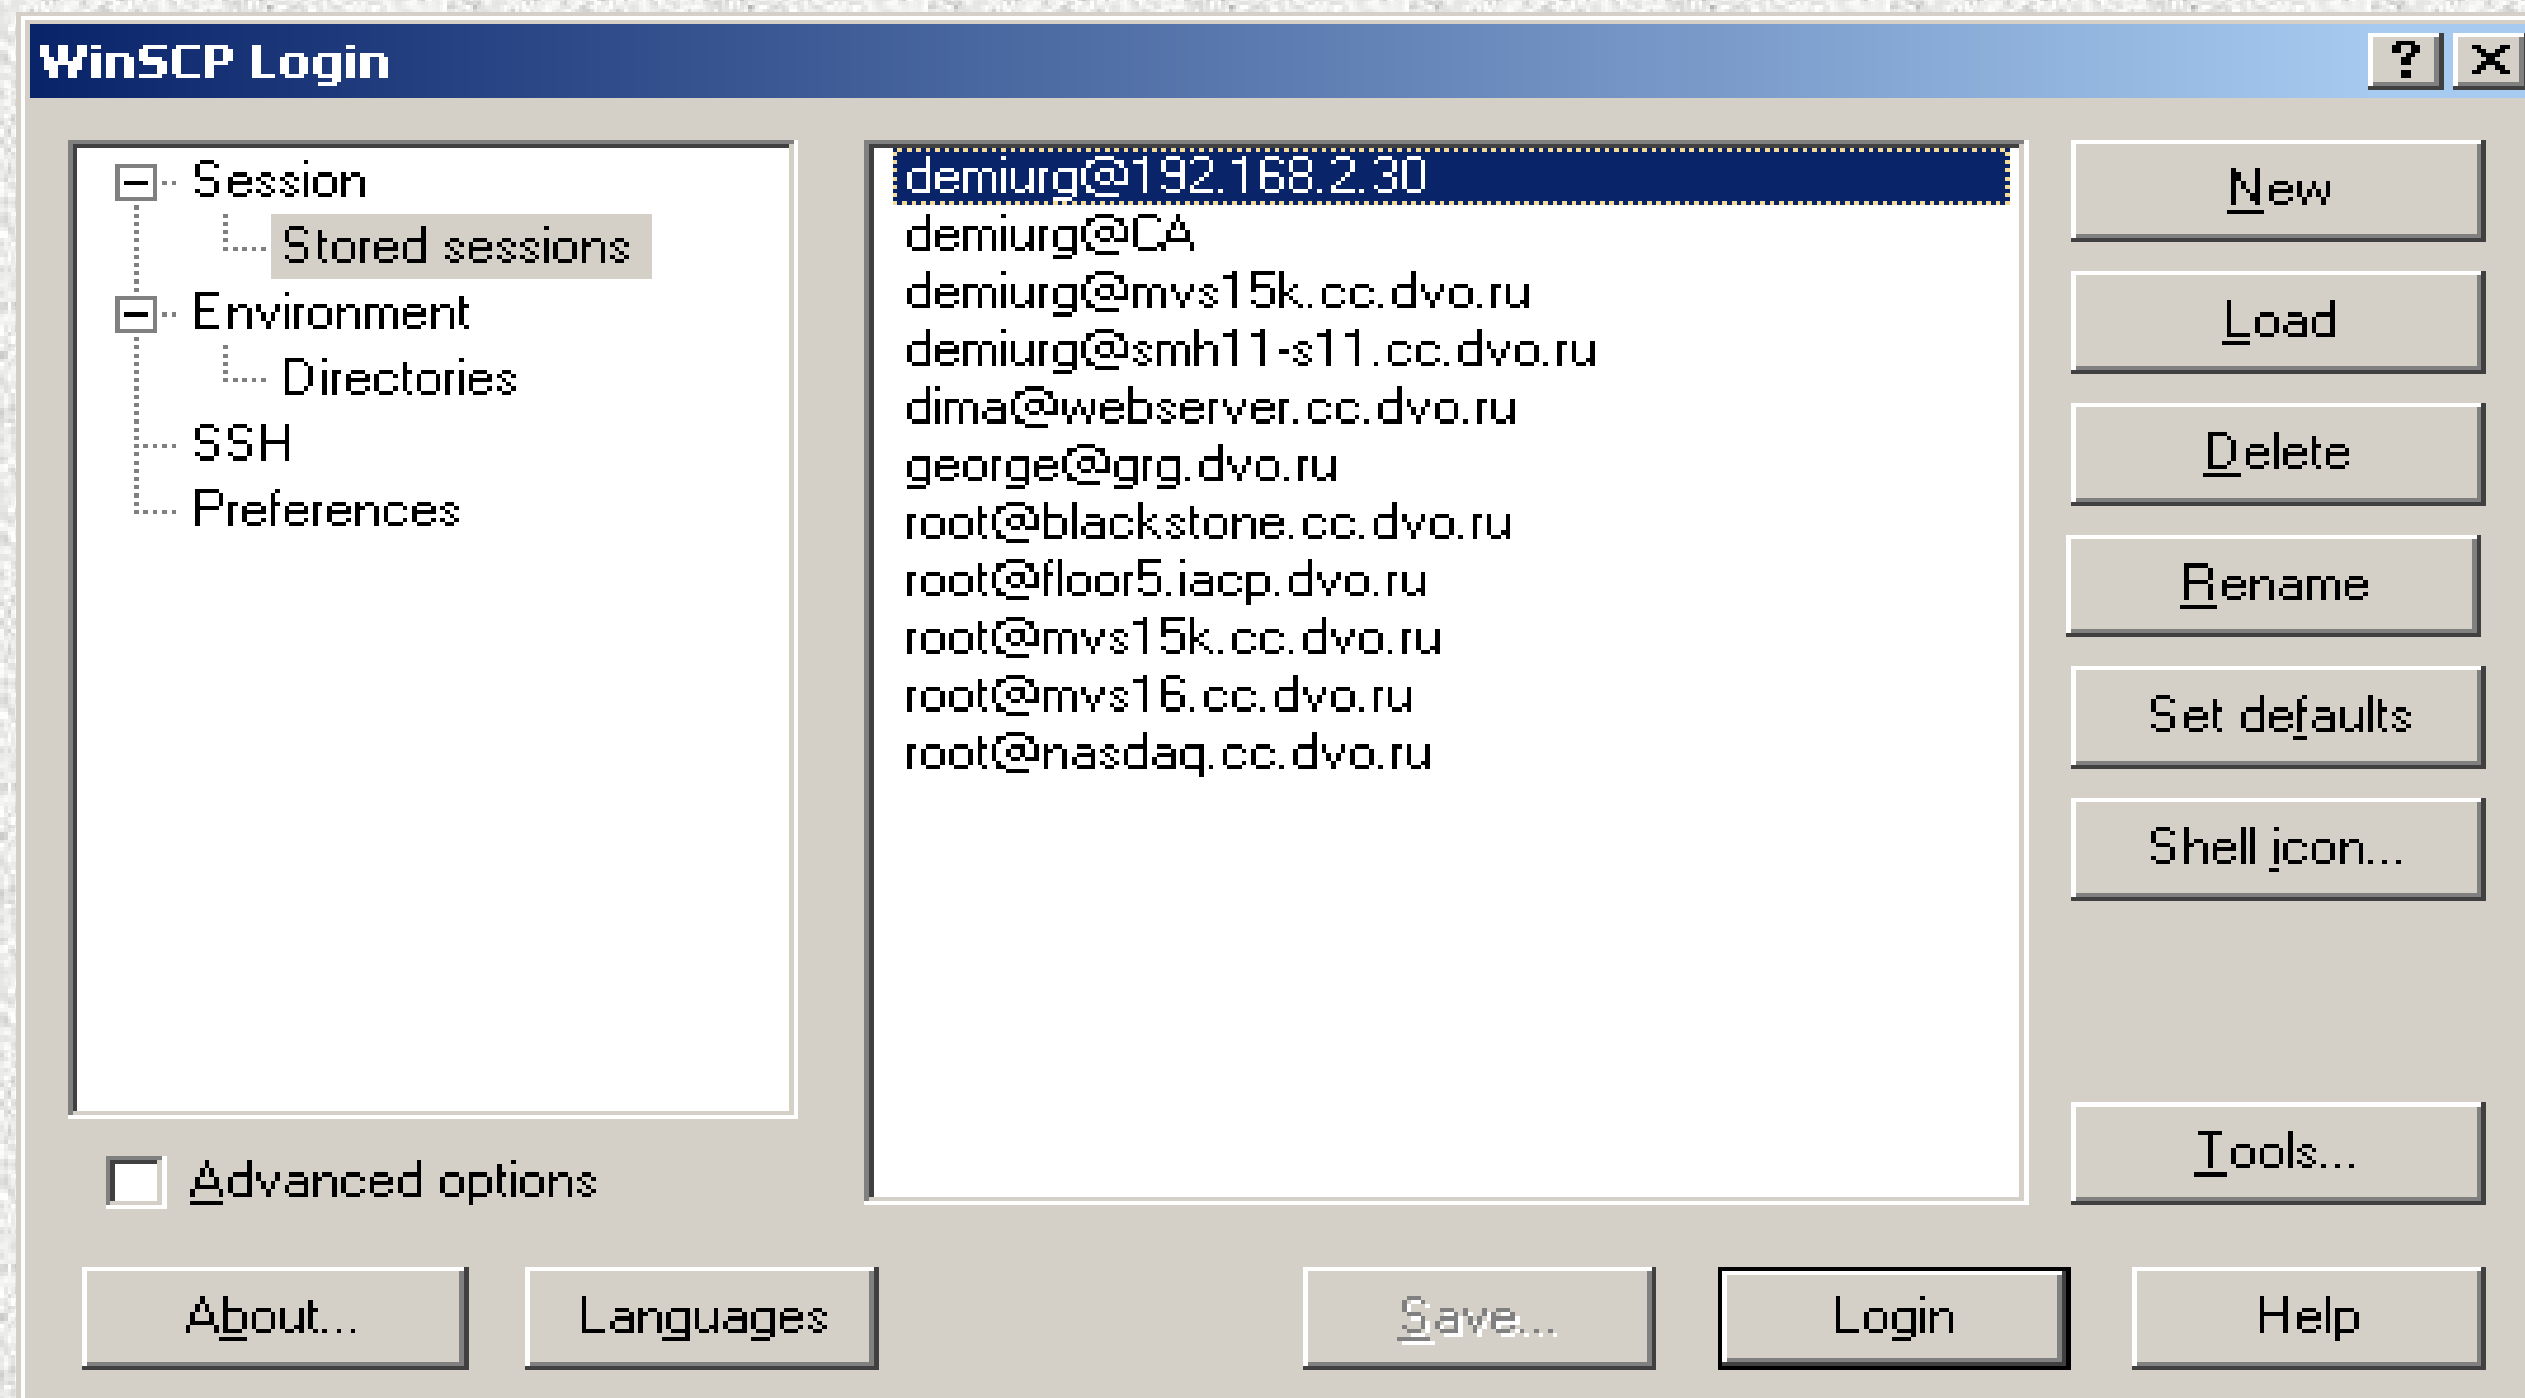 WinSCP Login
Session
Stored sessions
Environment
Directories
SSH
Preferences
Advanced options
demiurg@192.168.2.30
demiurg@CA
demiurg@mvs15k.cc.dvo.ru
demiurg@smh11-s11.cc.dvo.ru
dima@webserver.cc.dvo.ru
george@grg.dvo.ru
root@blackstone.cc.dvo.ru
root@floor5.iacp.dvo.ru
root@mvs15k.cc.dvo.ru
root@mvs16.cc.dvo.ru
root@nasdaq.cc.dvo.ru
New
Load
Delete
Rename
Set defaults
Shell icon...
Tools...
About...
Languages
Save...
Login
Help